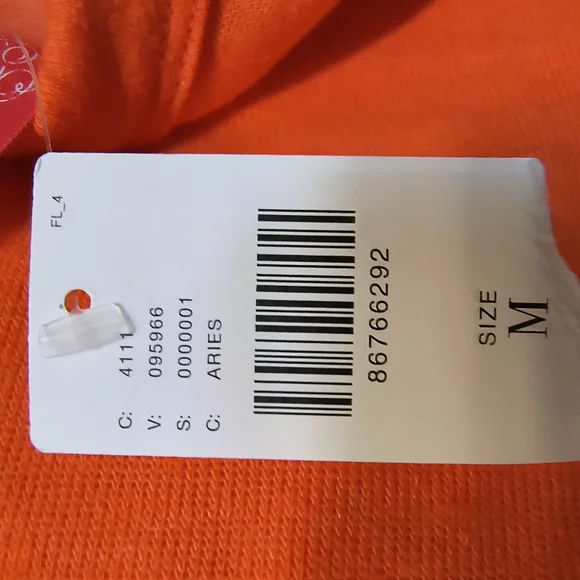 FL_4
C: 4111
V: 095966
S: 0000001
C: ARIES
86766292
SIZE
M